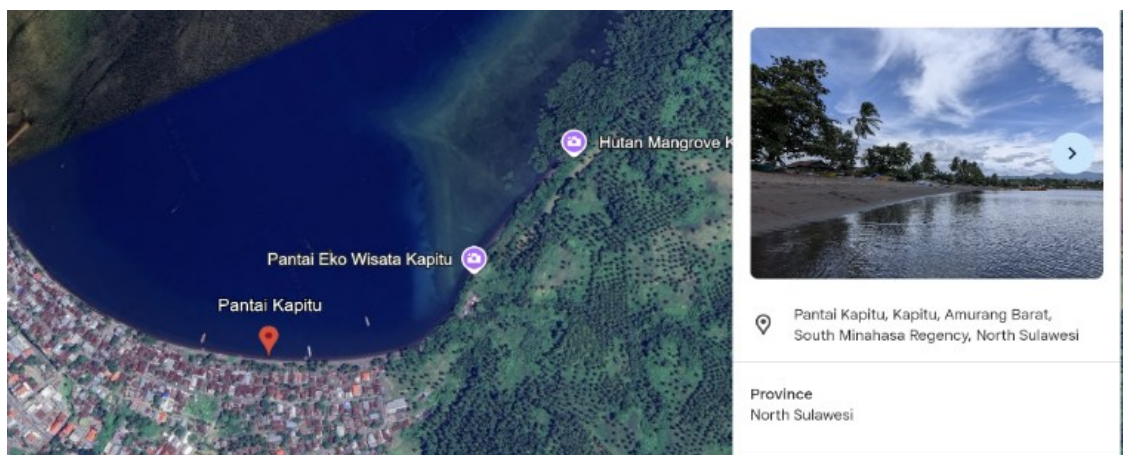 Hutan Mangrove K
Pantai Eko Wisata Kapitu
Pantai Kapitu
Pantai Kapitu, Kapitu, Amurang Barat,
South Minahasa Regency, North Sulawesi
Province
North Sulawesi